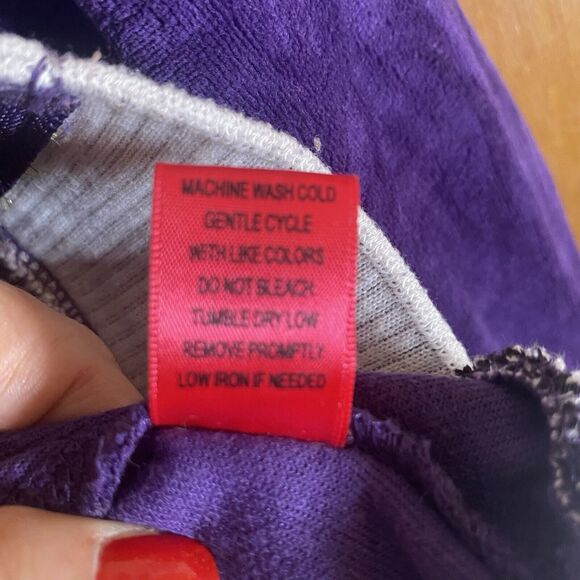 MACHINE WASH COLD
GENTLE CYCLE
WITH LIKE COLORS
DO NOT BLEACH
TUMBLE DRY LOW
REMOVE PROMPTLY
LOW IRON IF NEEDED